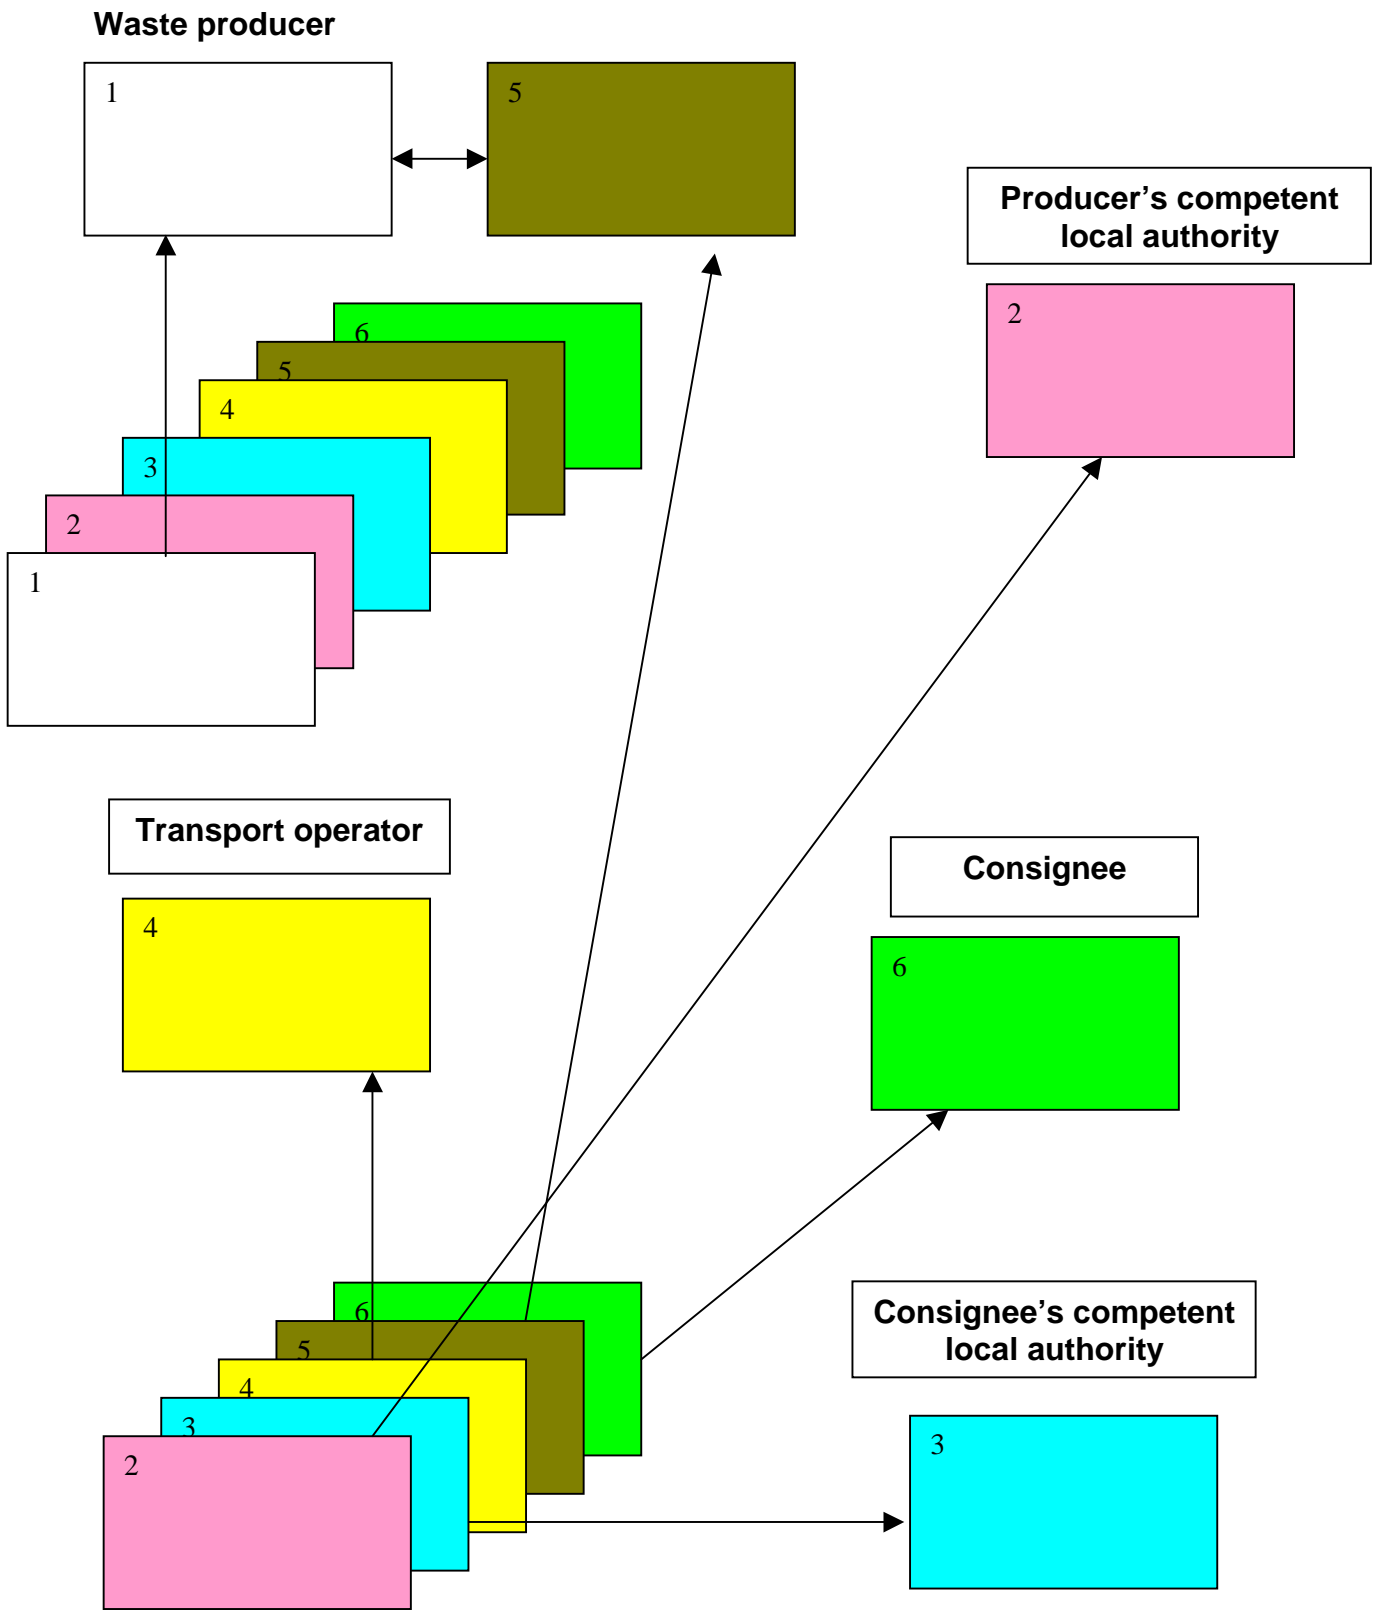 Waste producer
1
5
Producer’s competent
local authority
2
6
5
4
3
2
1
Transport operator
4
Consignee
6
Consignee’s competent
local authority
6
5
4
3
2
3